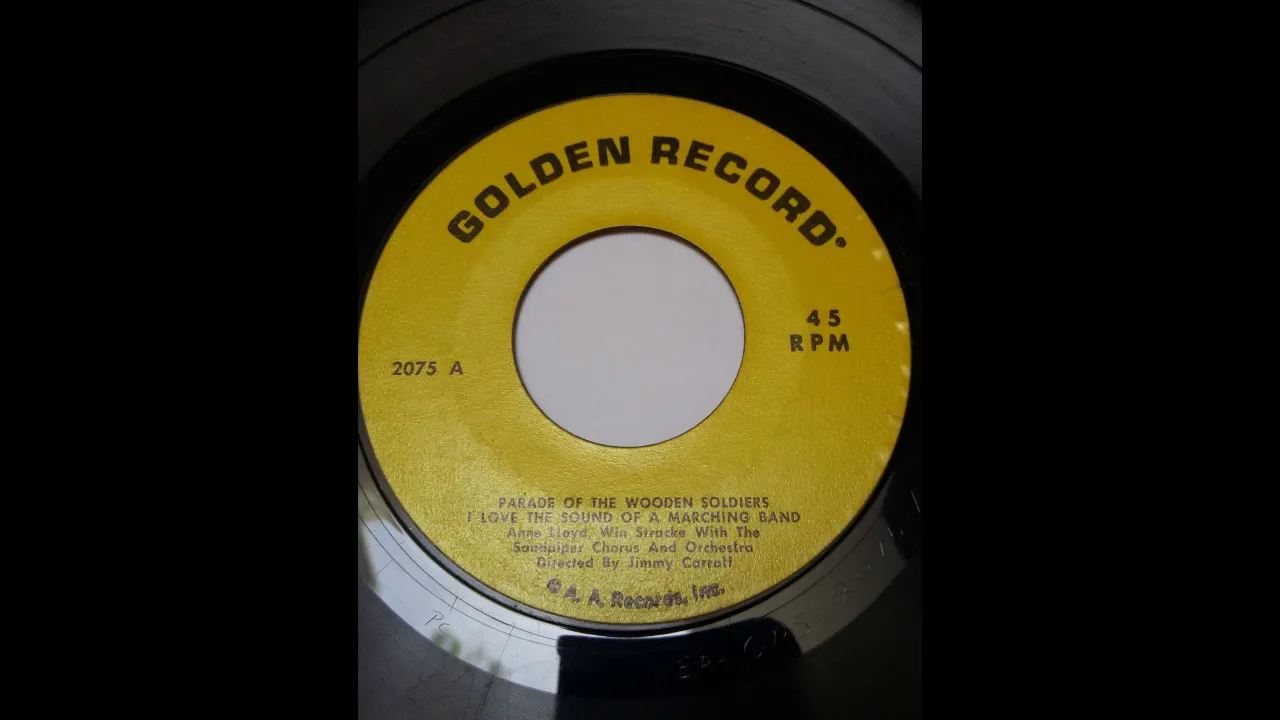 GOLDEN RECORD®
45
RPM
2075 A
PARADE OF THE WOODEN SOLDIERS
I LOVE THE SOUND OF A MARCHING BAND
Anne Lloyd, Win Stracke With The
Sandpiper Chorus And Orchestra
Directed By Jimmy Carroll
© A. A. Records, Inc.